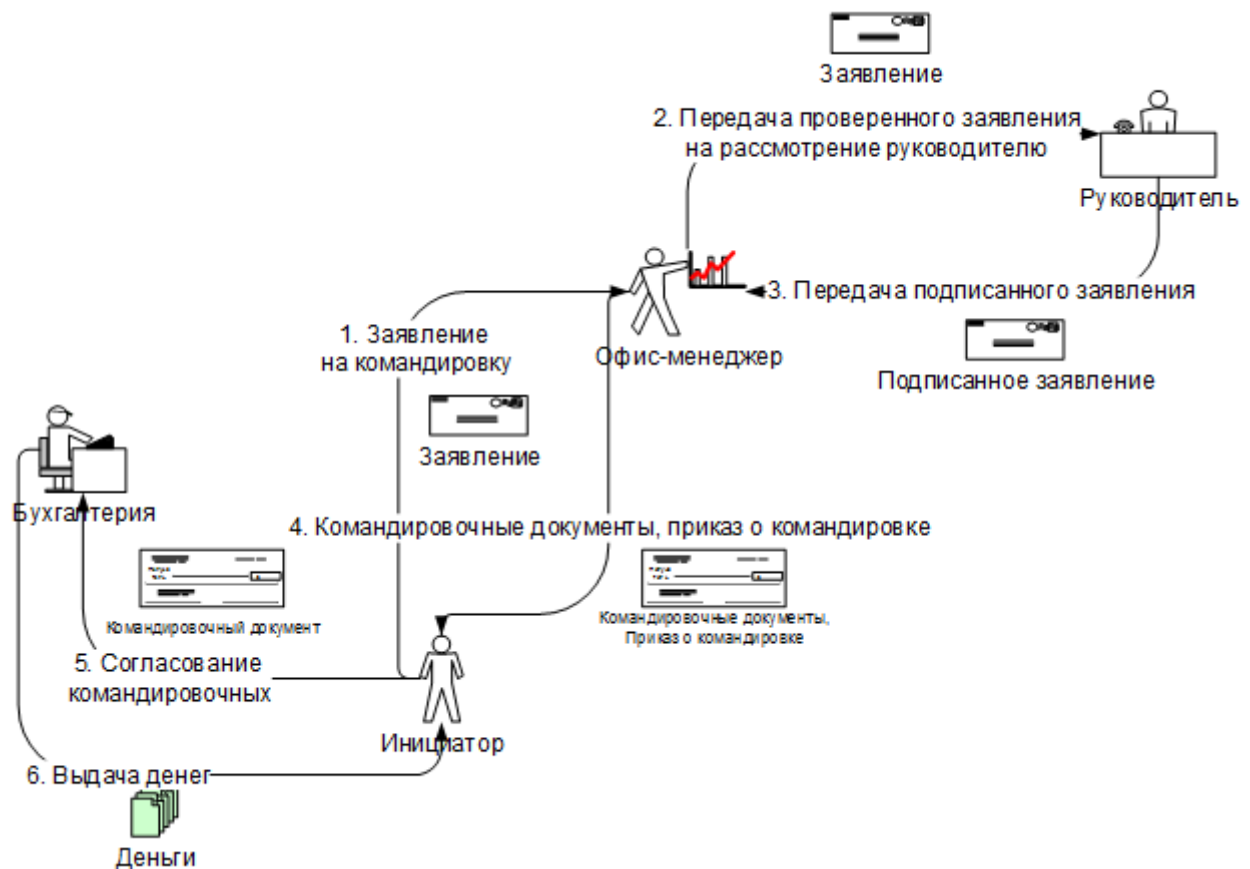 Заявление
2. Передача проверенного заявления
на рассмотрение руководителю
Руководитель
3. Передача подписанного заявления
Офис-менеджер
Подписанное заявление
1. Заявление
на командировку
Заявление
Бухгалтерия
4. Командировочные документы, приказ о командировке
Командировочный документ
Командировочные документы,
Приказ о командировке
5. Согласование
командировочных
Инициатор
6. Выдача денег
Деньги